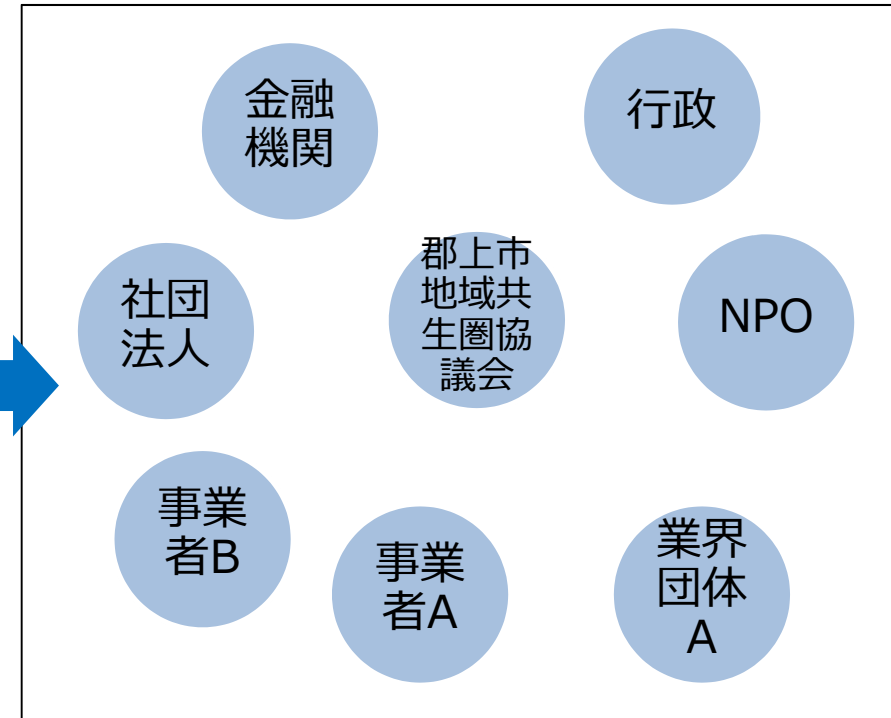 金融
機関
行政
郡上市
地域共
生圏協
議会
社団
法人
NPO
事業
者B
事業
者A
業界
団体
A